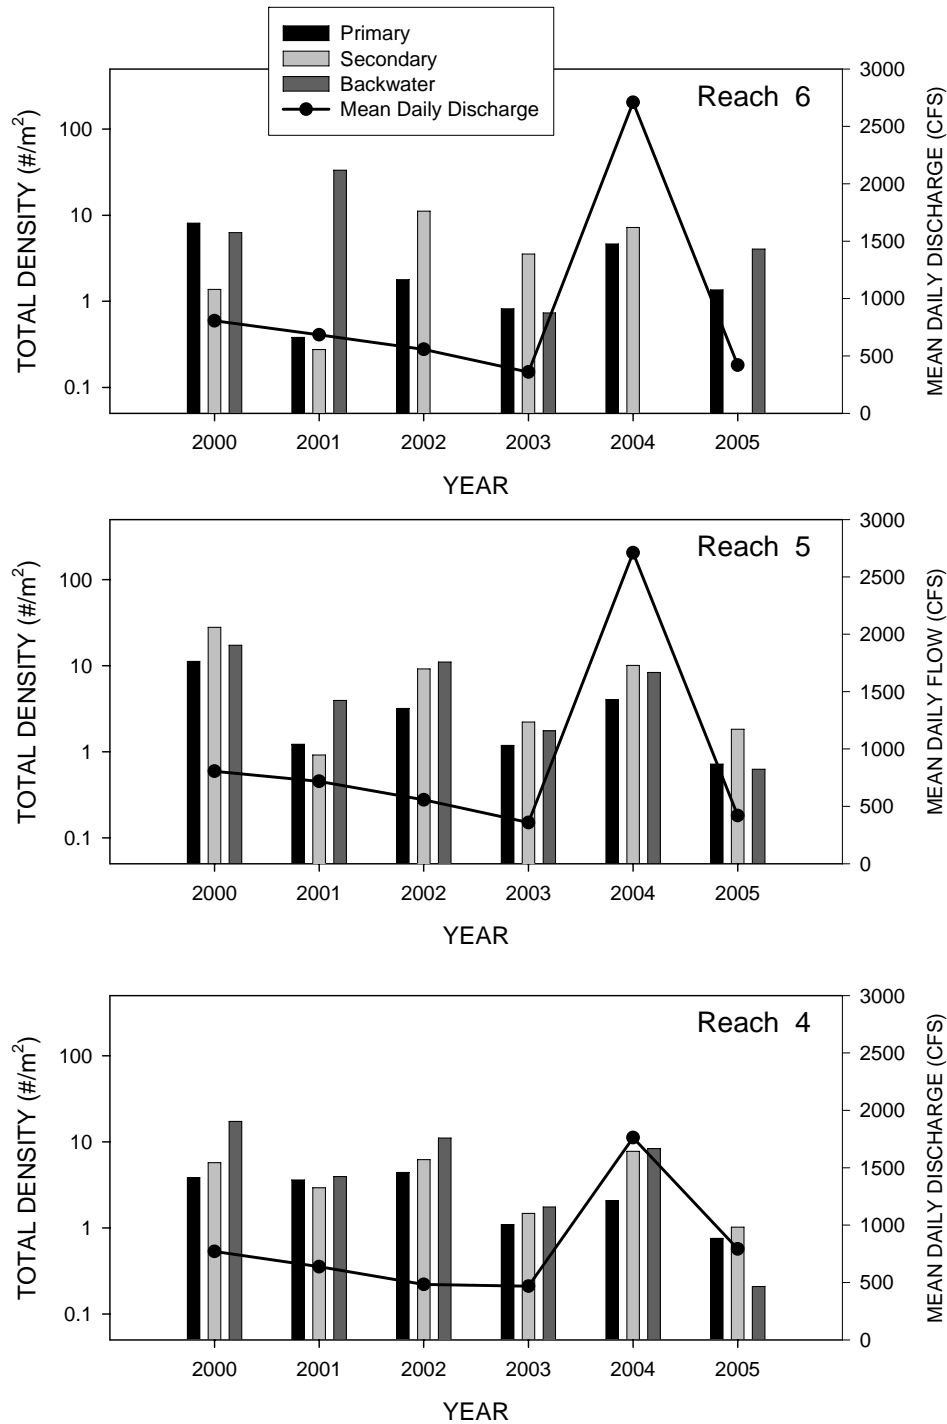 Primary
Secondary
Backwater
Mean Daily Discharge
Reach 6
TOTAL DENSITY (#/m²)
100
10
1
0.1
3000
2500
2000
1500
1000
500
0
MEAN DAILY DISCHARGE (CFS)
2000 2001 2002 2003 2004 2005
YEAR
Reach 5
TOTAL DENSITY (#/m²)
100
10
1
0.1
3000
2500
2000
1500
1000
500
0
MEAN DAILY FLOW (CFS)
2000 2001 2002 2003 2004 2005
YEAR
Reach 4
TOTAL DENSITY (#/m²)
100
10
1
0.1
3000
2500
2000
1500
1000
500
0
MEAN DAILY DISCHARGE (CFS)
2000 2001 2002 2003 2004 2005
YEAR